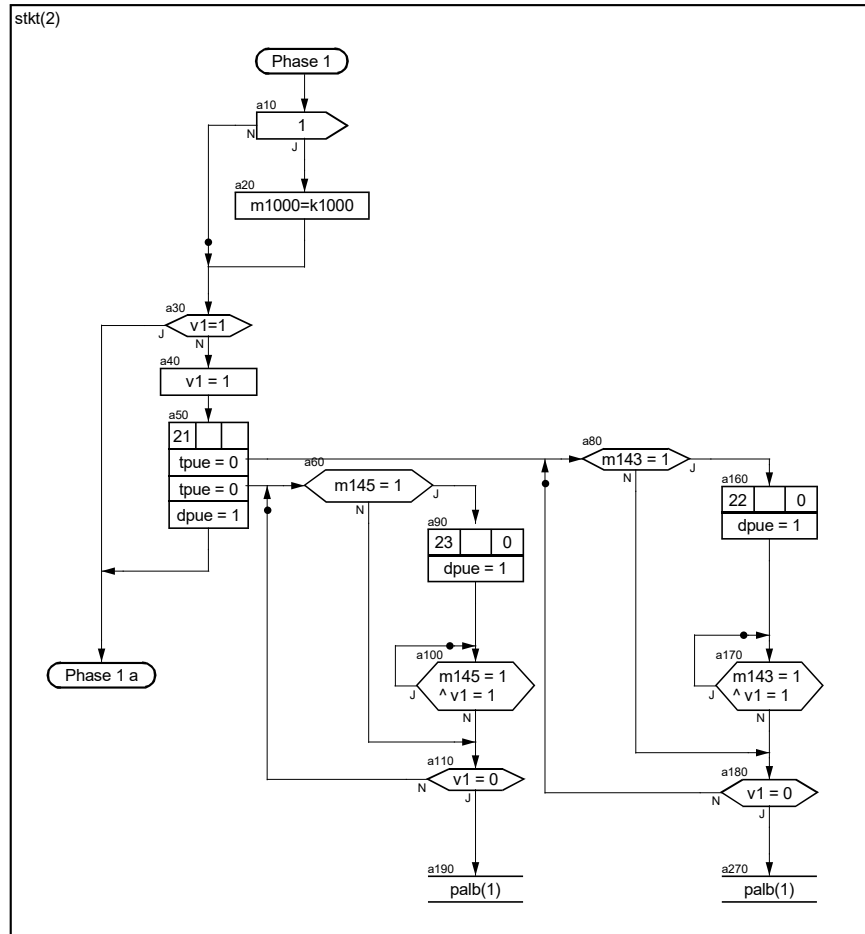 stkt(2)
Phase 1
a10
1
N
J
a20
m1000=k1000
a30
v1=1
J
N
a40
v1 = 1
a50
21
tpue = 0
tpue = 0
dpue = 1
a60
m145 = 1
J
N
a80
m143 = 1
J
N
a90
23 0
dpue = 1
a160
22 0
dpue = 1
a100
m145 = 1
^ v1 = 1
J
N
a170
m143 = 1
^ v1 = 1
J
N
Phase 1 a
a110
v1 = 0
N
J
a180
v1 = 0
N
J
a190
palb(1)
a270
palb(1)